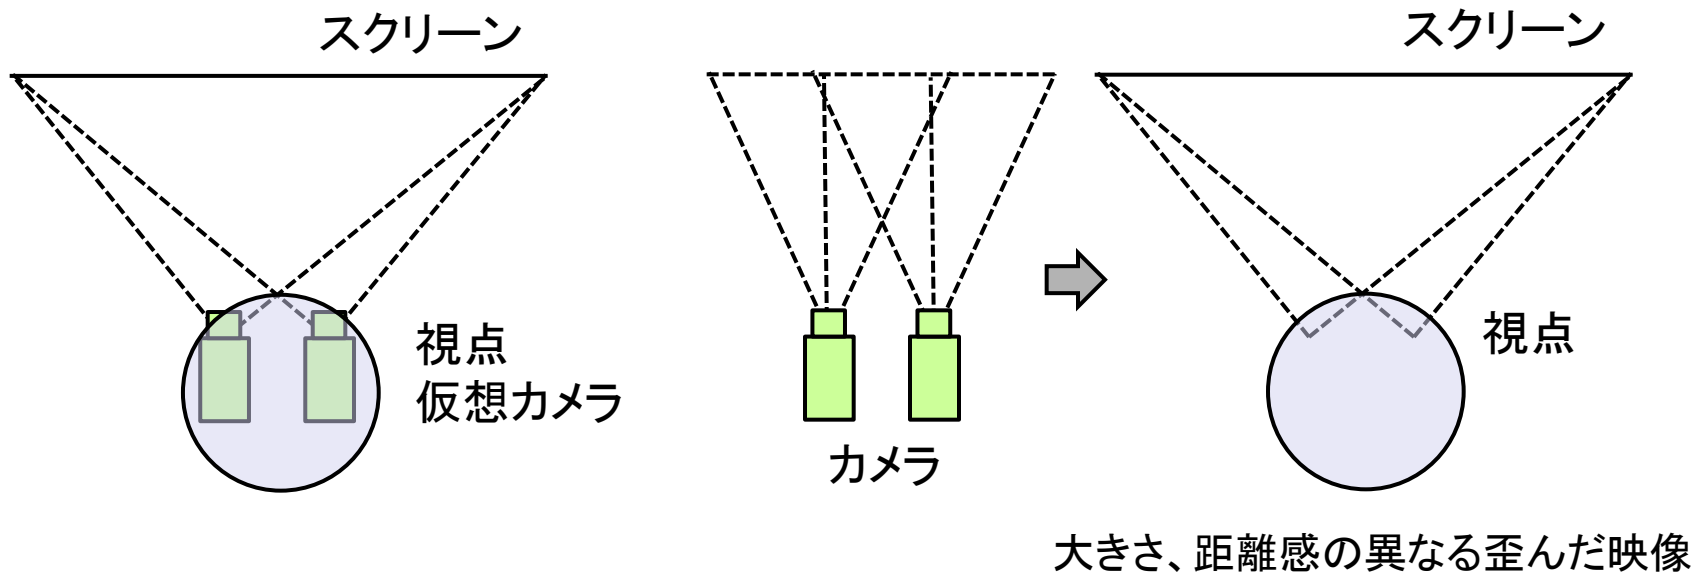 スクリーン
視点
仮想カメラ
カメラ
スクリーン
視点
大きさ、距離感の異なる歪んだ映像